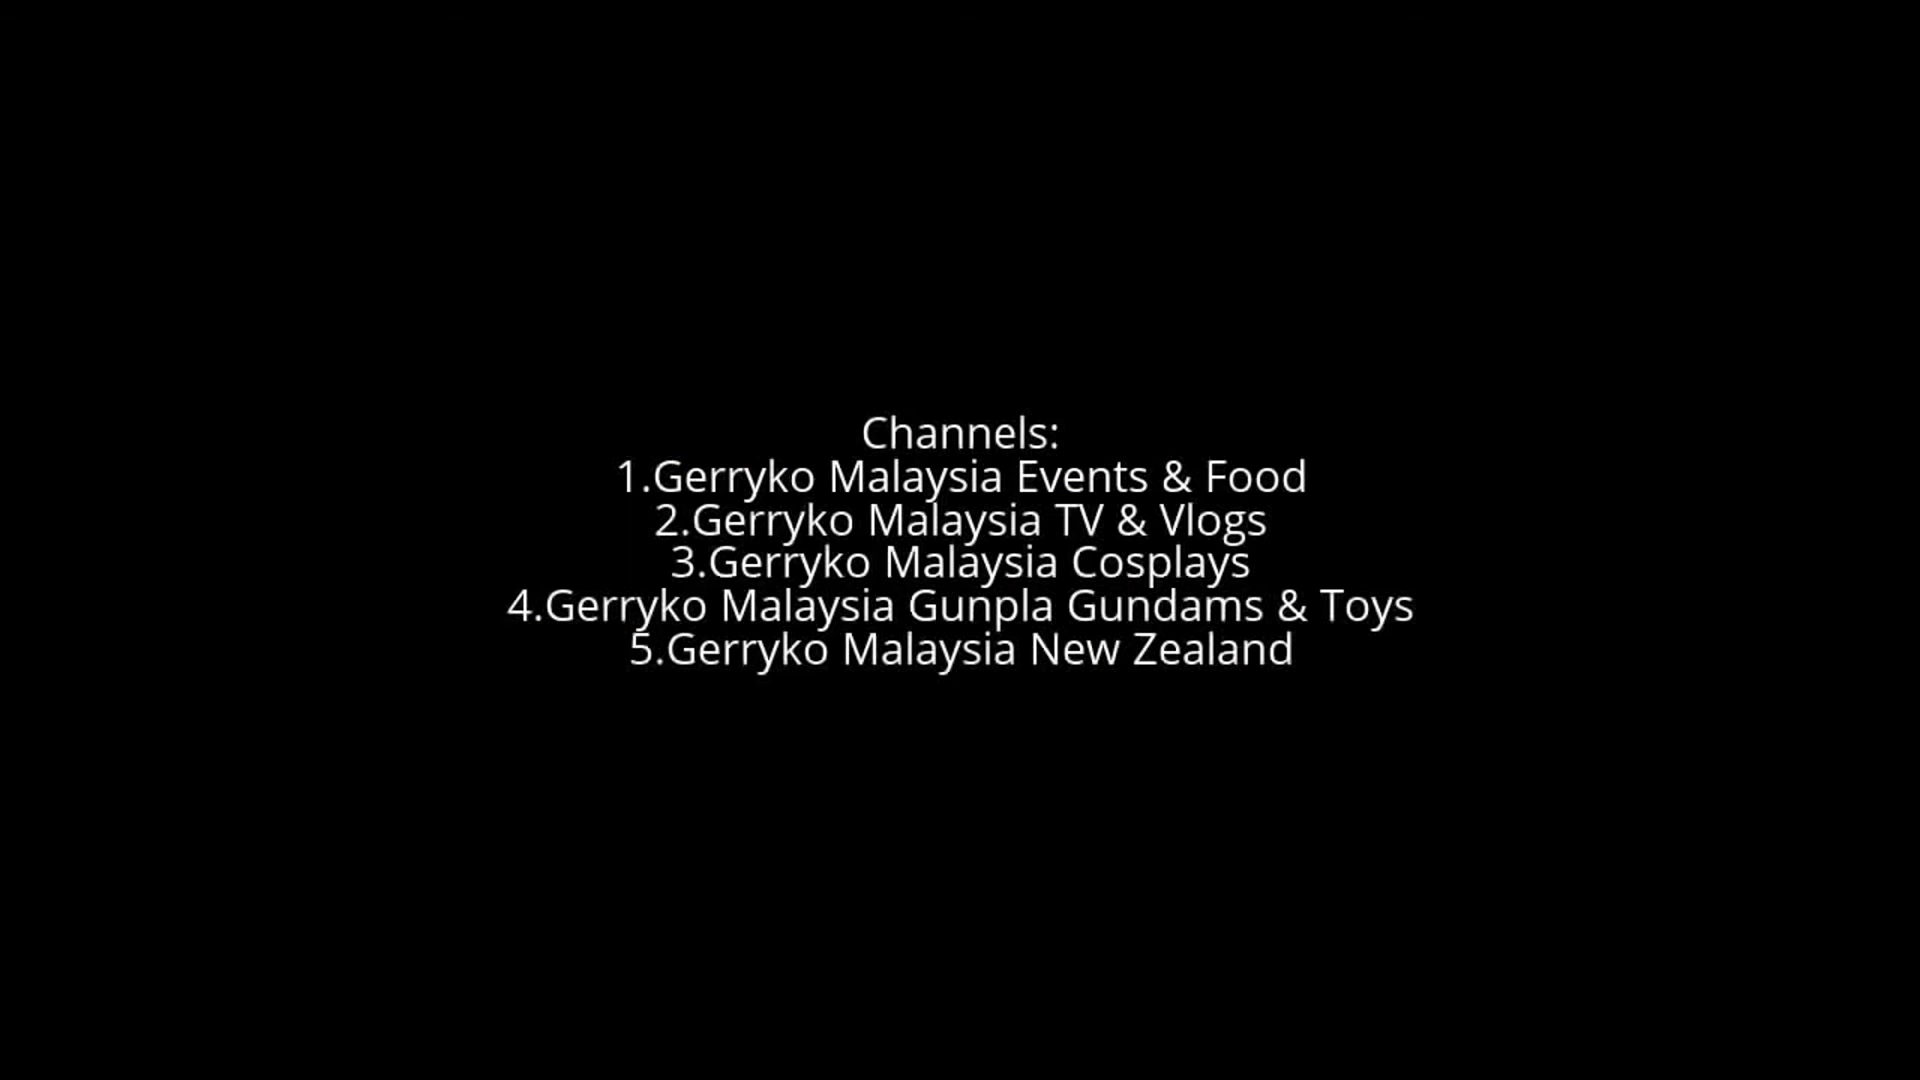 Channels:
1.Gerryko Malaysia Events & Food
2.Gerryko Malaysia TV & Vlogs
3.Gerryko Malaysia Cosplays
4.Gerryko Malaysia Gunpla Gundams & Toys
5.Gerryko Malaysia New Zealand